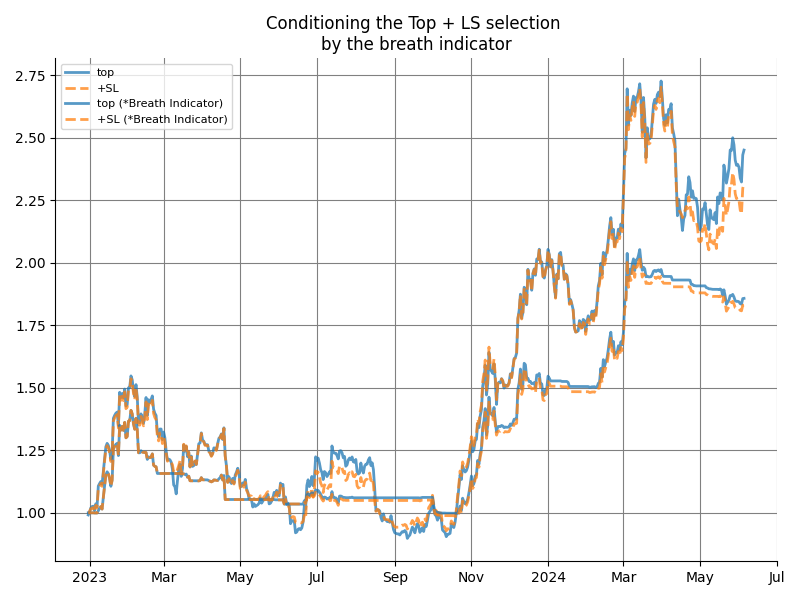 Conditioning the Top + LS selection
by the breath indicator
top
+SL
top (*Breath Indicator)
+SL (*Breath Indicator)
2.75
2.50
2.25
2.00
1.75
1.50
1.25
1.00
2023 Mar May Jul Sep Nov 2024 Mar May Jul